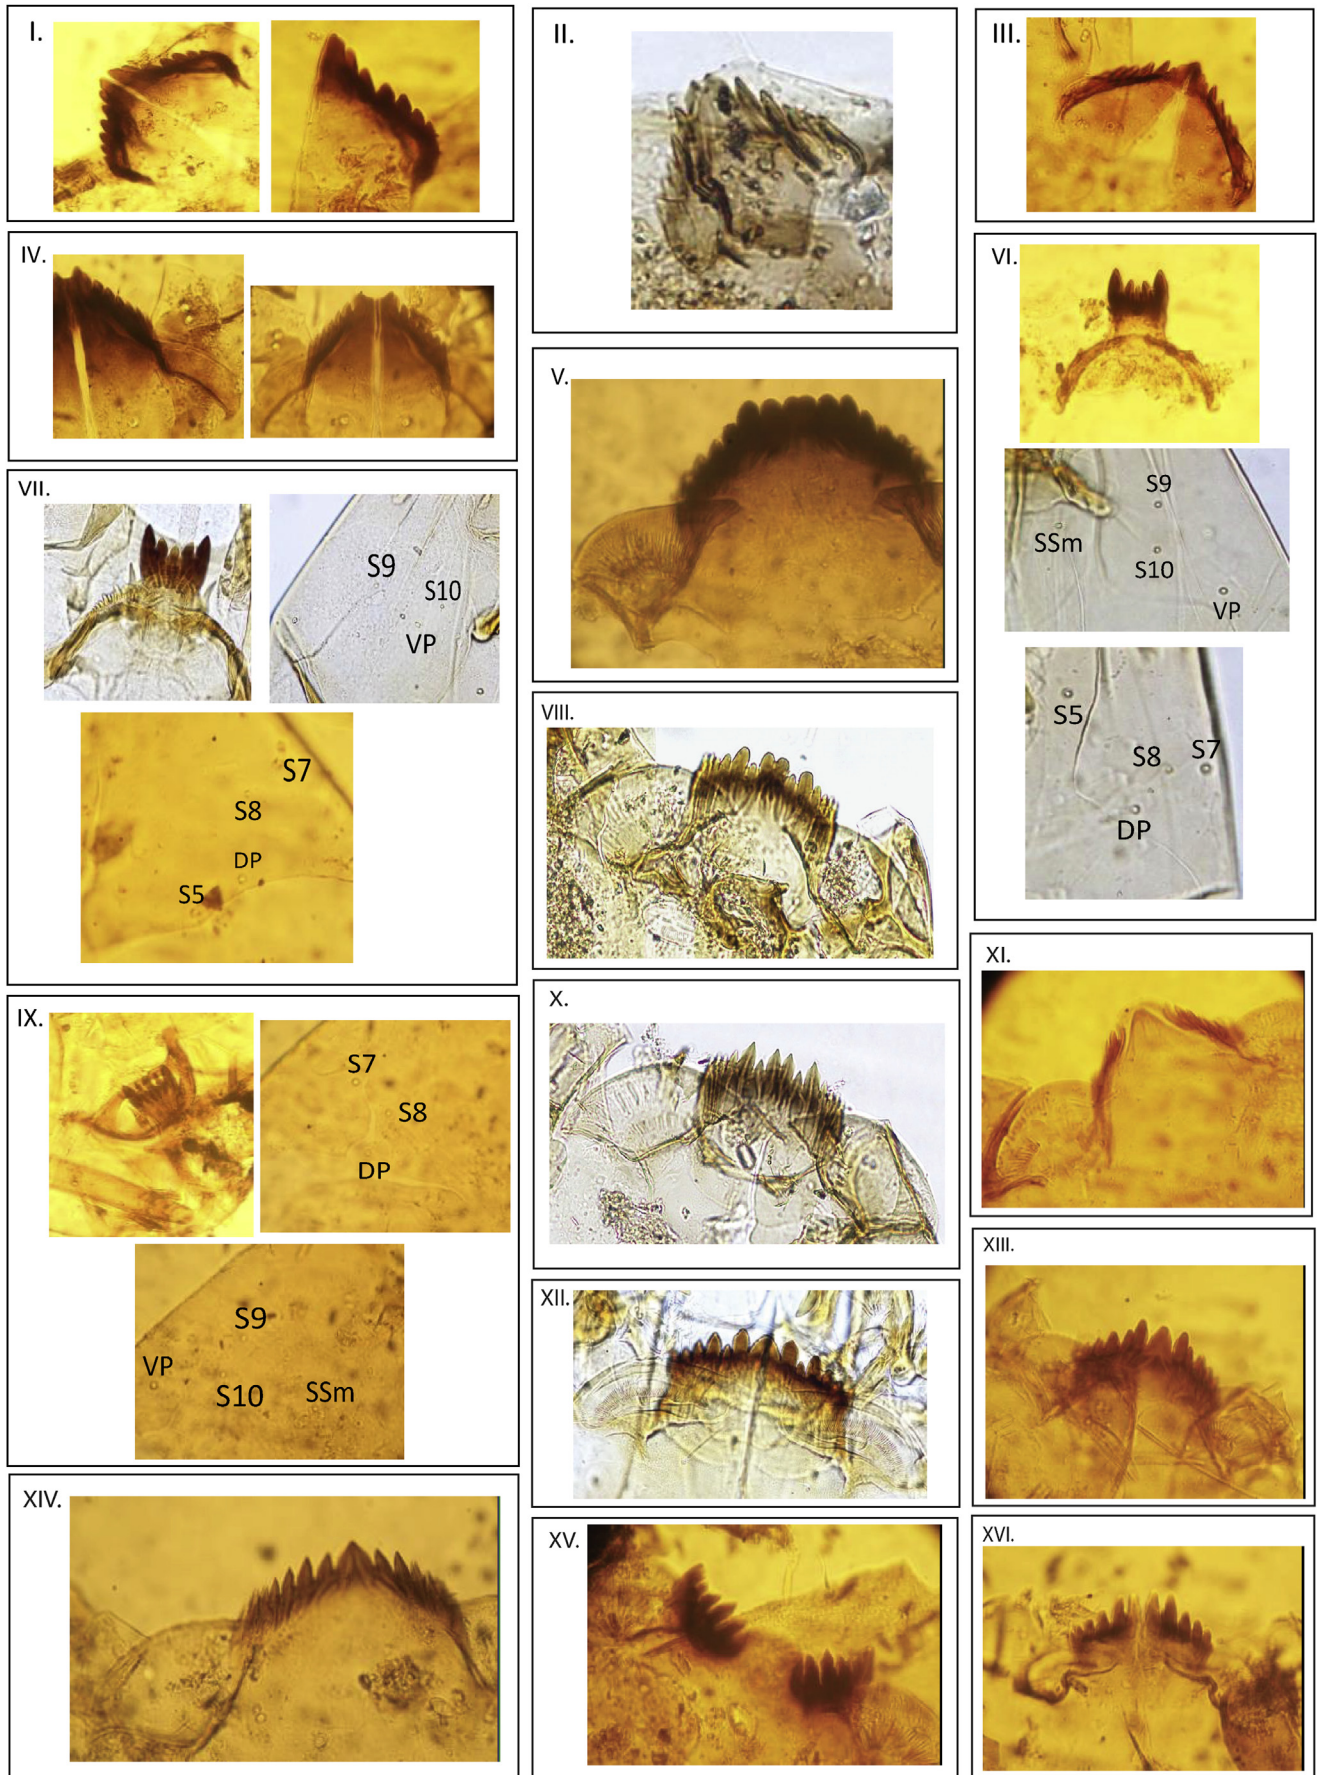 I.
II.
III.
IV.
V.
VI.
S9
SSm
S10
VP
S5
S8
S7
DP
VII.
S9
S10
VP
S7
S8
DP
S5
VIII.
IX.
S7
S8
DP
S9
VP
S10
SSm
X.
XI.
XII.
XIII.
XIV.
XV.
XVI.